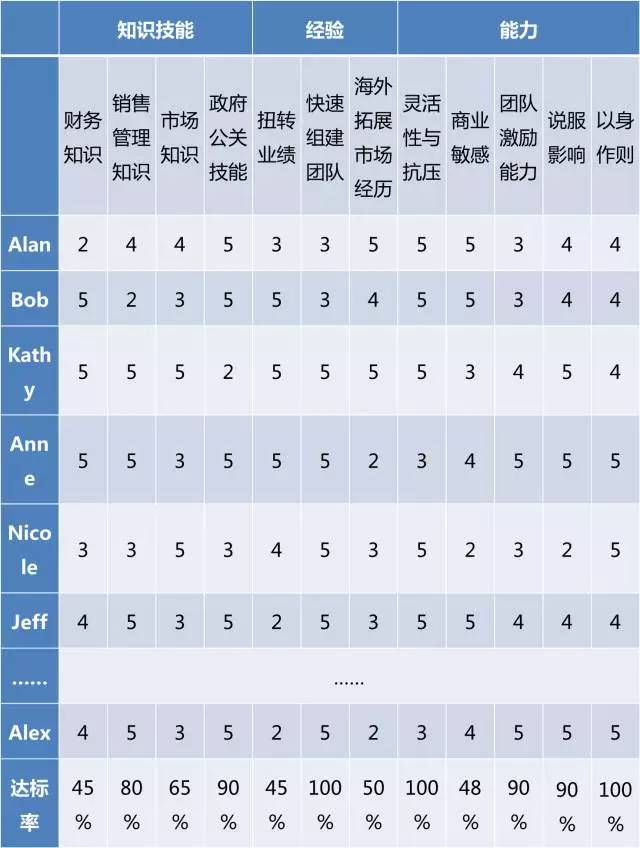 知识技能 经验 能力
财务知识 销售管理知识 市场知识 政府公关技能 扭转业绩 快速组建团队 海外拓展市场经历 灵活性与抗压 商业敏感 团队激励能力 说服影响 以身作则
Alan 2 4 4 5 3 3 5 5 5 3 4 4
Bob 5 2 3 5 5 3 4 5 5 3 4 4
Kathy 5 5 5 2 5 5 5 5 3 4 5 4
Anne 5 5 3 5 5 5 2 3 4 5 5 5
Nicole 3 3 5 3 4 5 3 5 2 3 2 5
Jeff 4 5 3 5 2 5 3 5 5 4 4 4
...... ......
Alex 4 5 3 5 2 5 2 3 4 5 5 5
达标率 45% 80% 65% 90% 45% 100% 50% 100% 48% 90% 90% 100%